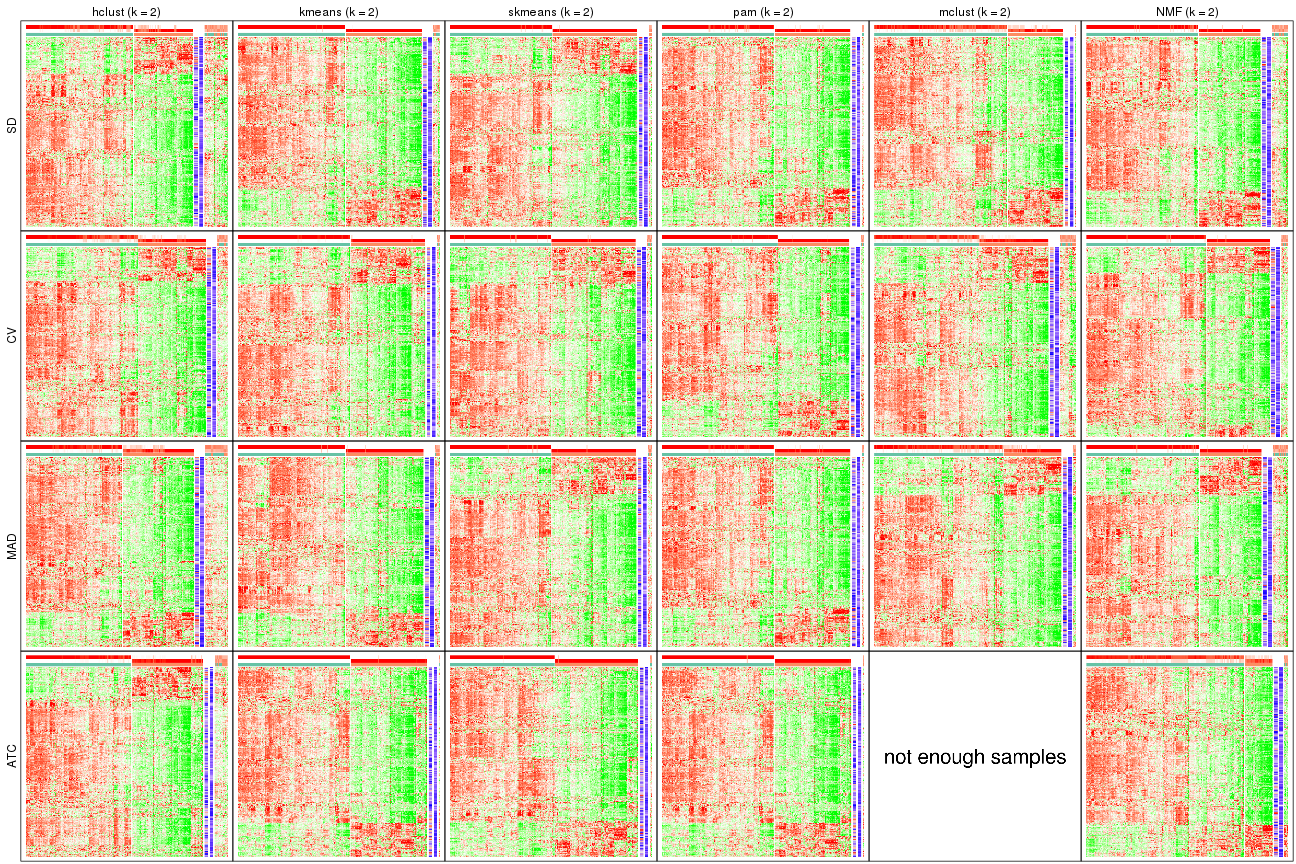 hclust (k = 2) kmeans (k = 2) skmeans (k = 2) pam (k = 2) mclust (k = 2) NMF (k = 2)
SD
CV
MAD
ATC
not enough samples